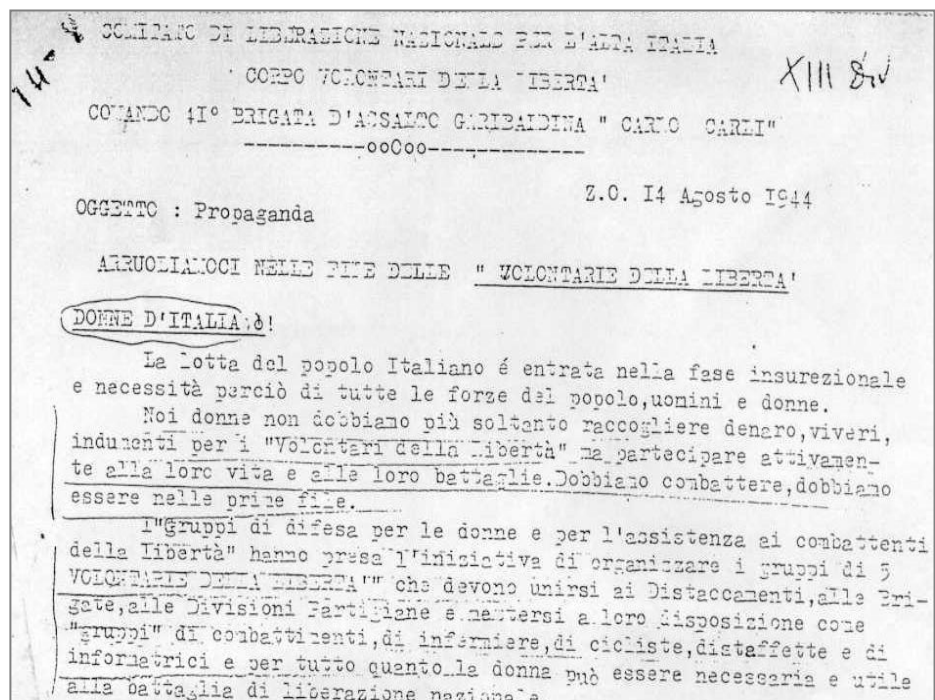 COMITATO DI LIBERAZIONE NAZIONALE PER L'ALTA ITALIA
CORPO VOLONTARI DELLA LIBERTA'
XIII Div
COMANDO 4I° BRIGATA D'ASSALTO GARIBALDINA " CARLO CARLI"
-----------ooOoo--------------
Z.O. I4 Agosto I944
OGGETTO : Propaganda
ARRUOLIAMOCI NELLE FILE DELLE " VOLONTARIE DELLA LIBERTA'
DONNE D'ITALIA !
La lotta del popolo Italiano é entrata nella fase insurezionale
e necessità perciò di tutte le forze del popolo,uomini e donne.
Noi donne non dobbiamo più soltanto raccogliere denaro,viveri,
indumenti per i "Volontari della Libertà" ma partecipare attivamen-
te alla loro vita e alle loro battaglie.Dobbiamo combattere,dobbiamo
essere nelle prime file.
I"Gruppi di difesa per le donne e per l'assistenza ai combattenti
della Libertà" hanno presa l'iniziativa di organizzare i gruppi di 5
VOLONTARIE DELLA LIBERTA'" che devono unirsi ai Distaccamenti,alle Bri-
gate,alle Divisioni Partigiane e mettersi a loro disposizione come
"gruppi" di combattimenti,di infermiere,di cicliste,distaffette e di
informatrici e per tutto quanto la donna può essere necessaria e utile
alla battaglia di liberazione nazionale